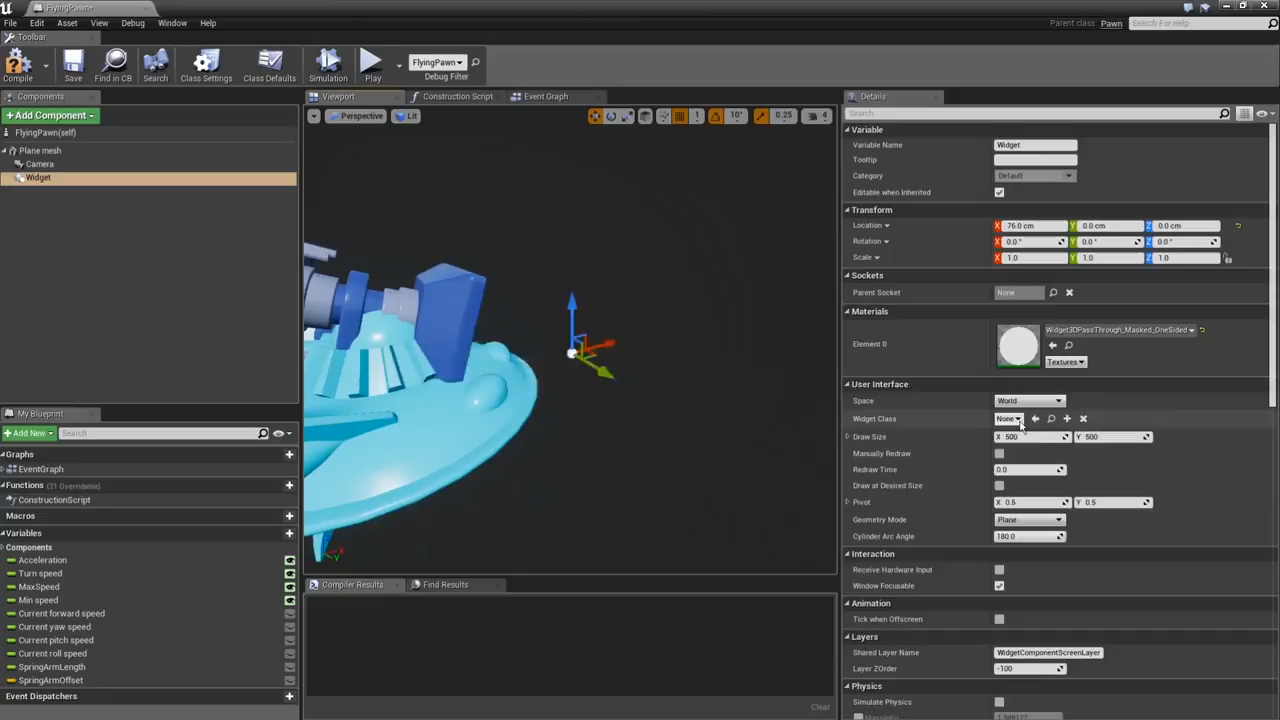 FlyingPawn*
File Edit Asset View Debug Window Help
Parent class: Pawn Search For Help
Toolbar
Compile Save Find in CB Search Class Settings Class Defaults Simulation Play FlyingPawn Debug Filter
Components Viewport Construction Script Event Graph Details
+Add Component Perspective Lit 1 10° 0.25 4 Search
FlyingPawn(self) Variable
Plane mesh Variable Name Widget
Camera Tooltip
Widget Category Default
Editable when Inherited
Transform
Location X 76.0 cm Y 0.0 cm Z 0.0 cm
Rotation X 0.0 ° Y 0.0 ° Z 0.0 °
Scale X 1.0 Y 1.0 Z 1.0
Sockets
Parent Socket None
Materials
Element 0 Widget3DPassThrough_Masked_OneSided
Textures
User Interface
Space World
Widget Class None
Draw Size X 500 Y 500
Manually Redraw
Redraw Time 0.0
Draw at Desired Size
Pivot X 0.5 Y 0.5
Geometry Mode Plane
Cylinder Arc Angle 180.0
Interaction
Receive Hardware Input
Window Focusable
Animation
Tick when Offscreen
Layers
Shared Layer Name WidgetComponentScreenLayer
Layer ZOrder -100
Physics
Simulate Physics
My Blueprint
+Add New Search
Graphs
EventGraph
Functions (21 Overridable)
ConstructionScript
Macros
Variables
Components
Acceleration
Turn speed
MaxSpeed
Min speed
Current forward speed
Current yaw speed
Current pitch speed
Current roll speed
SpringArmLength
SpringArmOffset
Event Dispatchers
Compiler Results Find Results
Clear